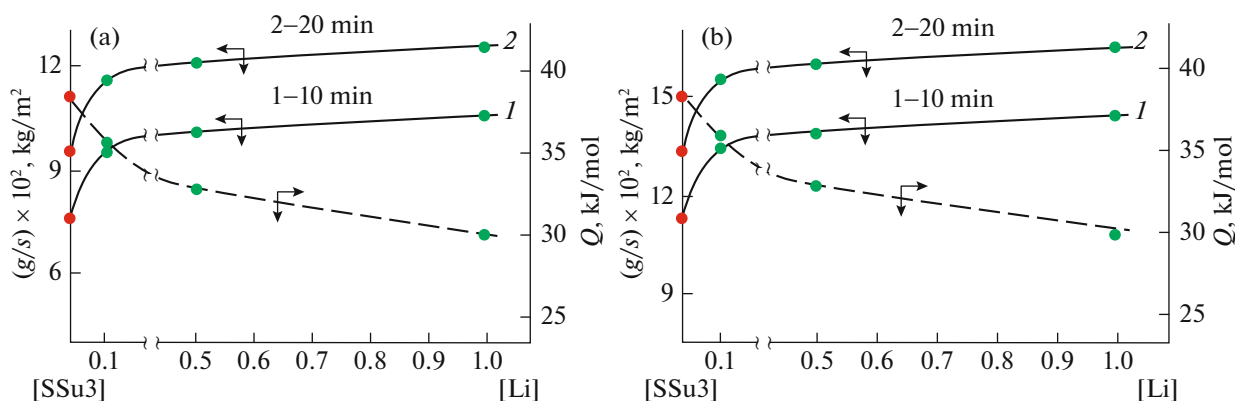 (a)
2–20 min
2
1–10 min
1
12
9
6
(g/s) × 10², kg/m²
40
35
30
25
Q, kJ/mol
0.1
0.5
0.6
0.7
0.8
0.9
1.0
[SSu3]
[Li]
(b)
2–20 min
2
1–10 min
1
15
12
9
(g/s) × 10², kg/m²
40
35
30
25
Q, kJ/mol
0.1
0.5
0.6
0.7
0.8
0.9
1.0
[SSu3]
[Li]